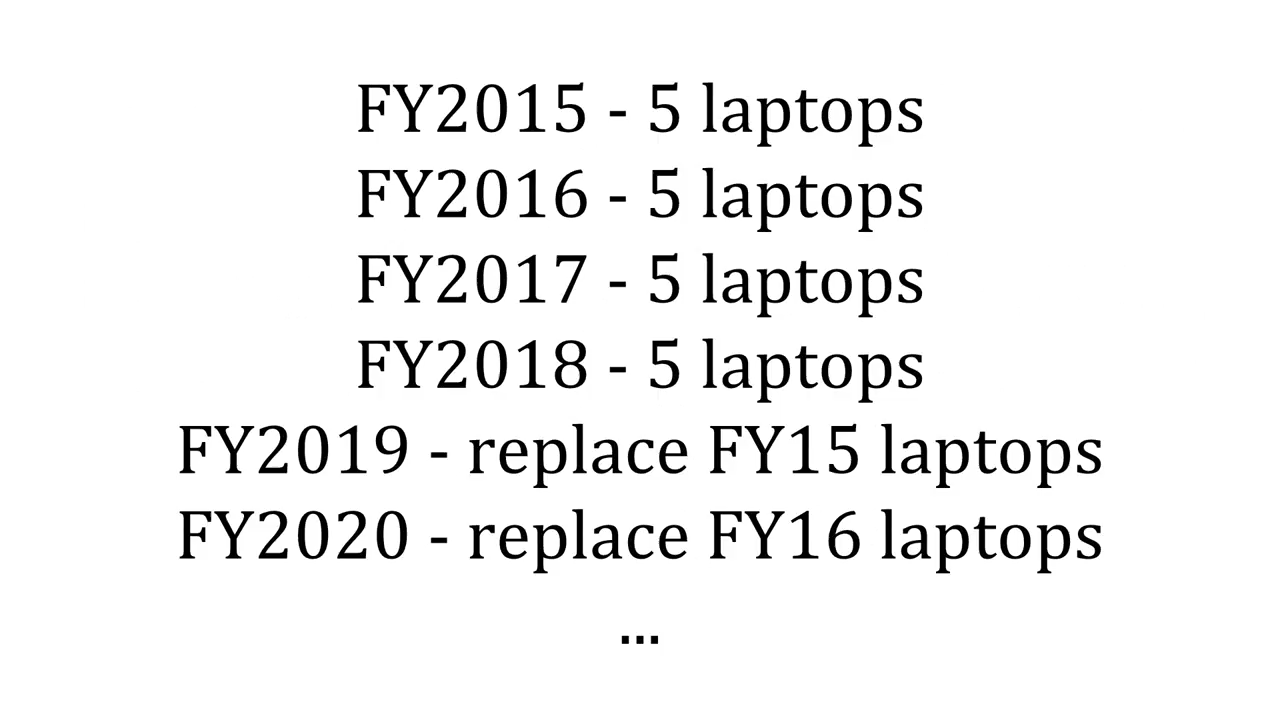 FY2015 - 5 laptops
FY2016 - 5 laptops
FY2017 - 5 laptops
FY2018 - 5 laptops
FY2019 - replace FY15 laptops
FY2020 - replace FY16 laptops
...